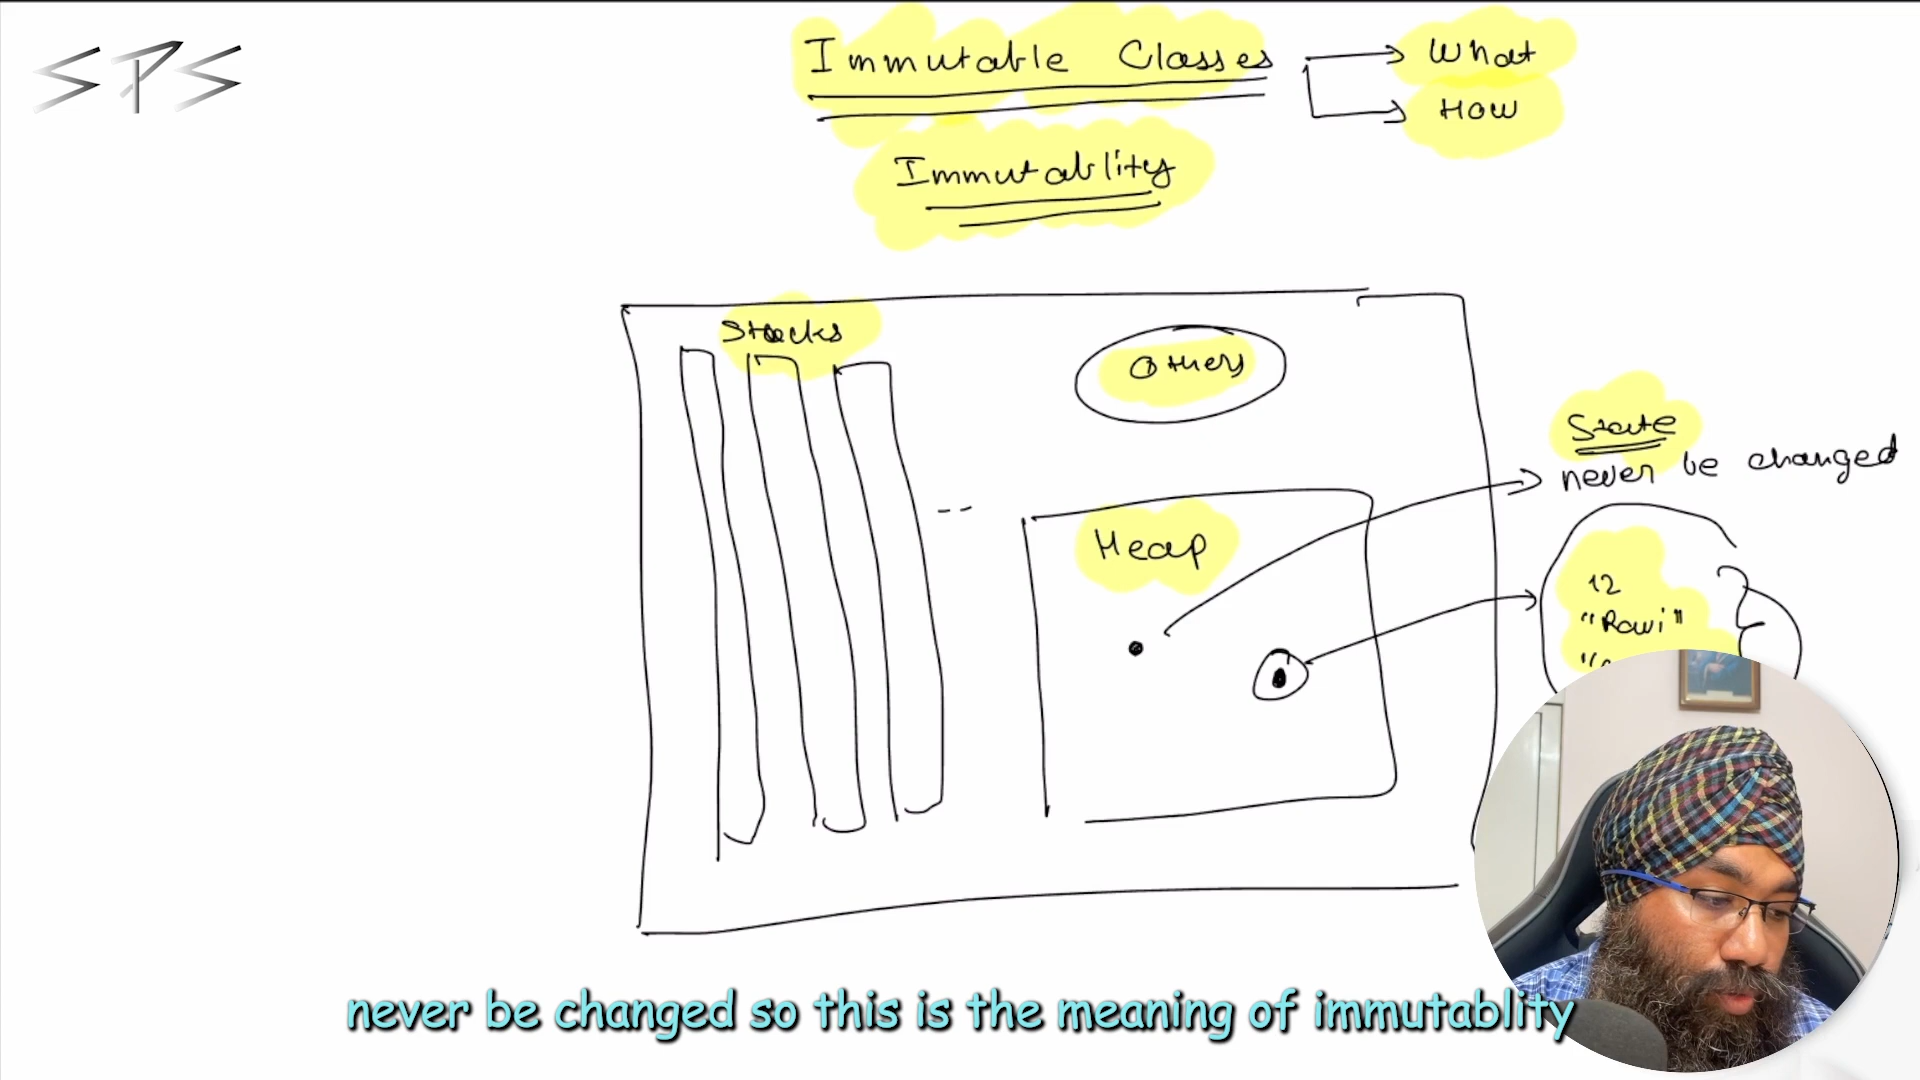 SPS
Immutable Classes
What
How
Immutablity
Stacks
Others
State
never be changed
Heap
12
"Ravi"
never be changed so this is the meaning of immutablity